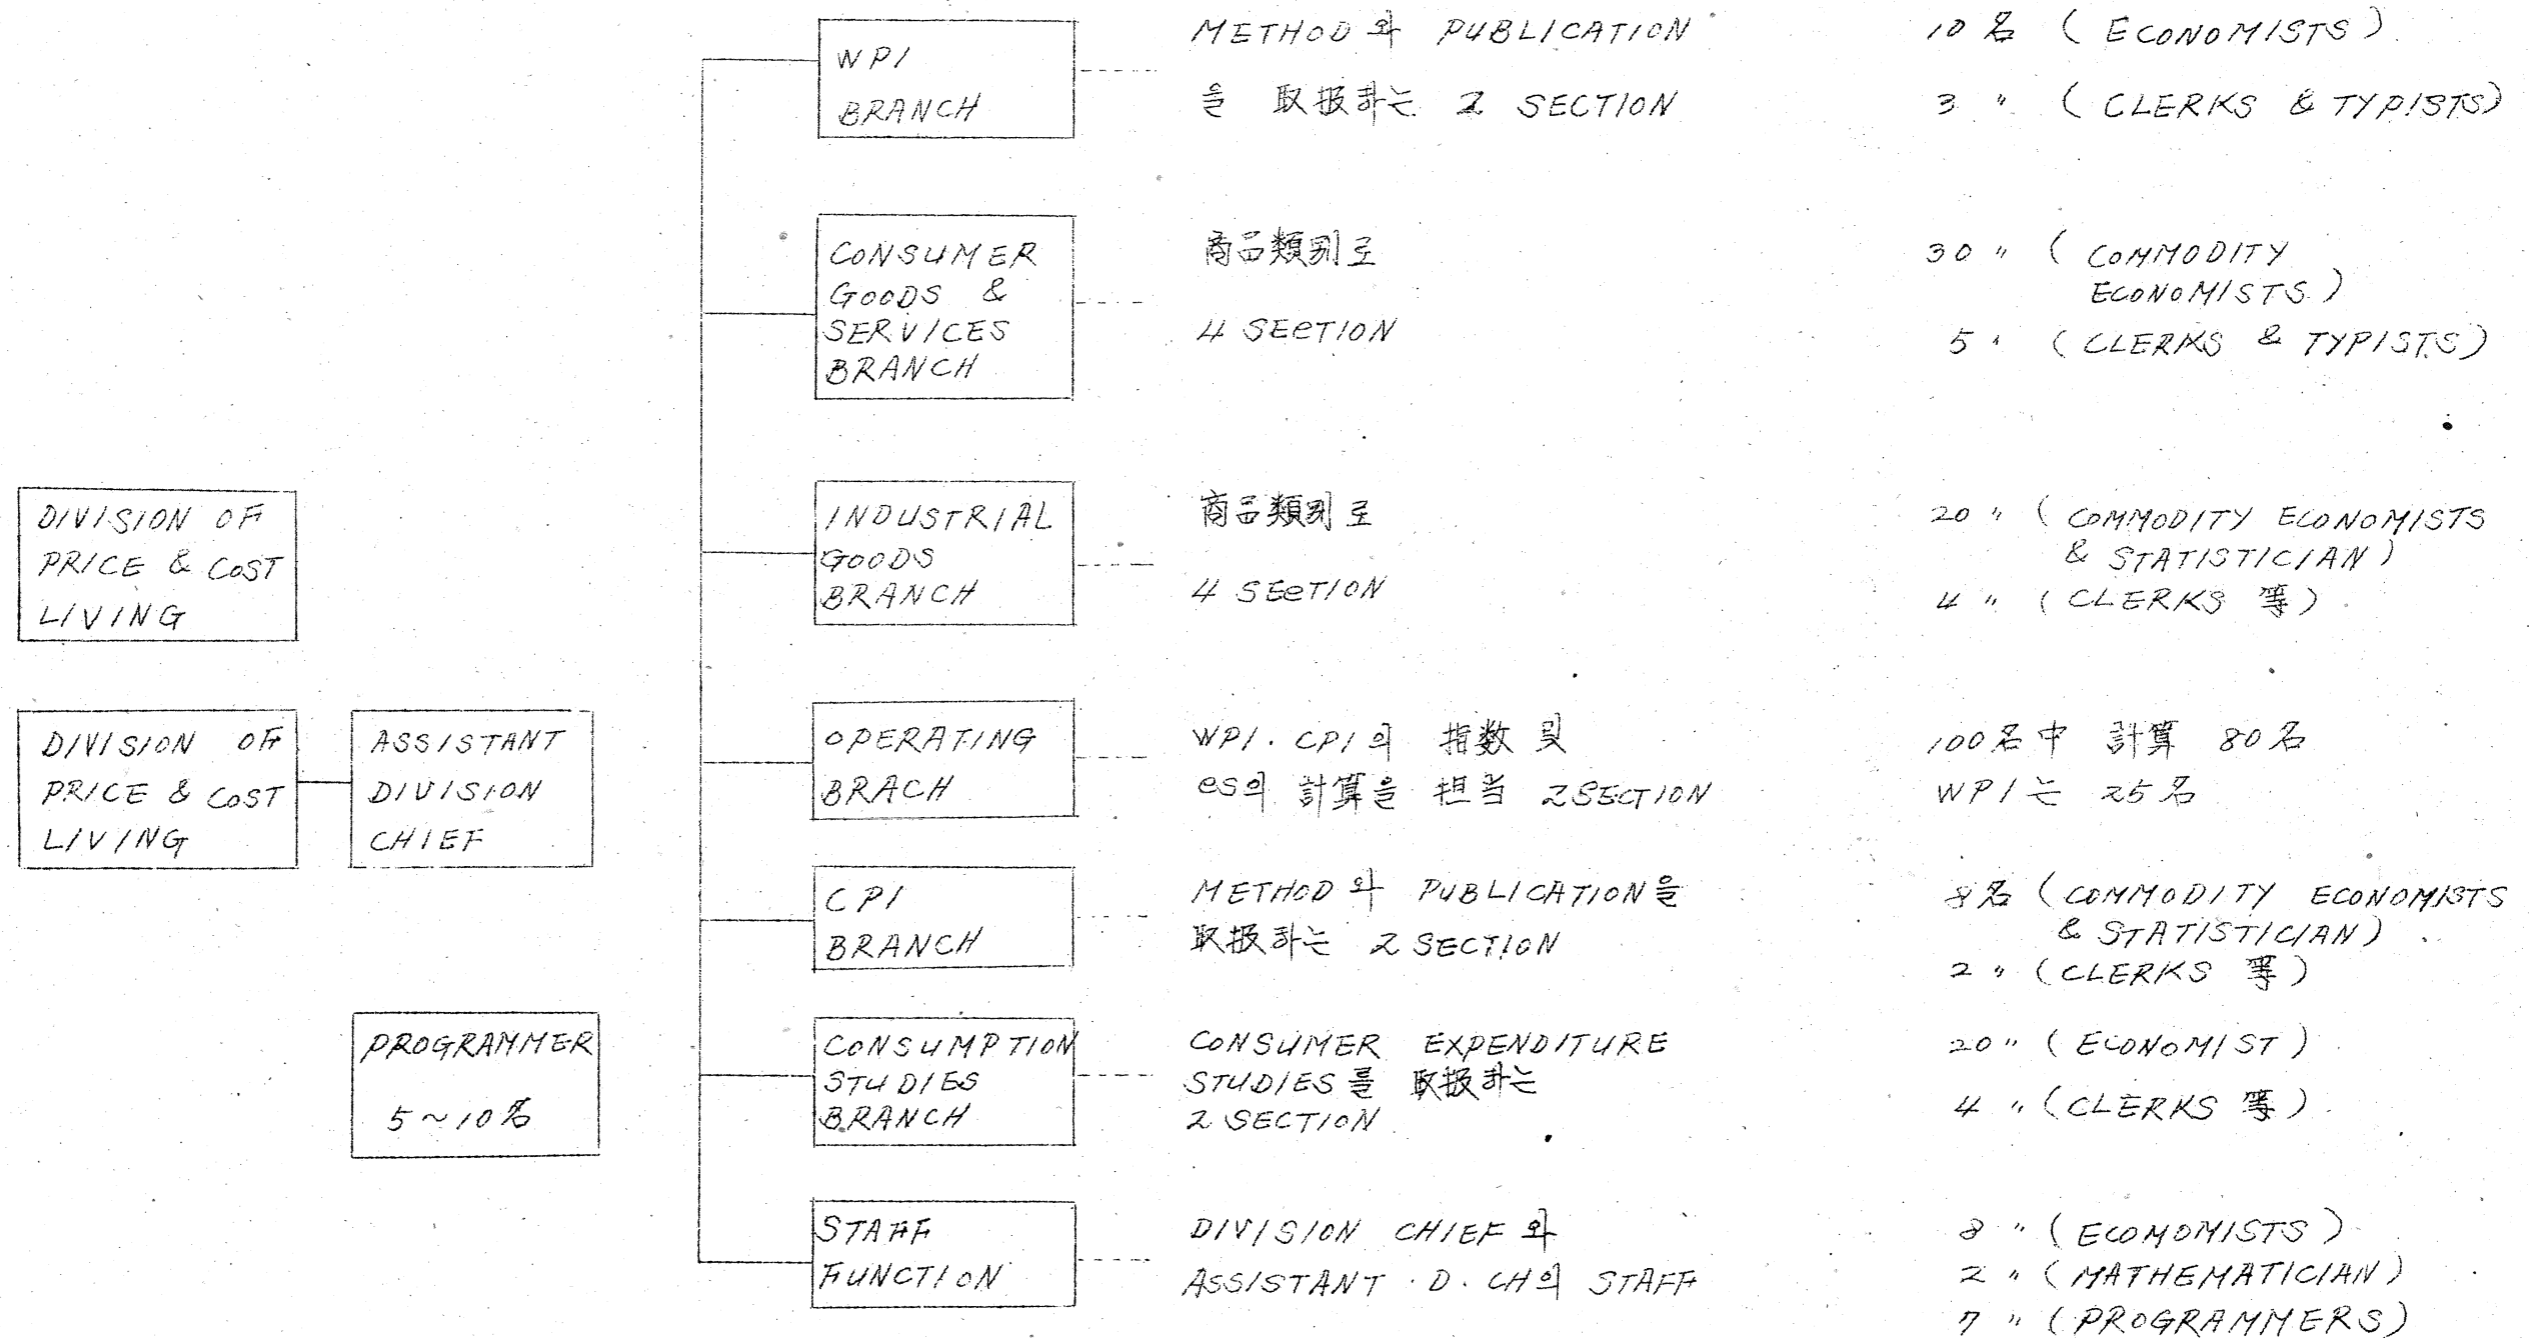 WPI
BRANCH
METHOD와 PUBLICATION
을 取扱하는 2 SECTION
10名 (ECONOMISTS)
3 〃 (CLERKS & TYPISTS)
CONSUMER
GOODS &
SERVICES
BRANCH
商品類別로
4 SECTION
30 〃 (COMMODITY
ECONOMISTS)
5 〃 (CLERKS & TYPISTS)
DIVISION OF
PRICE & COST
LIVING
INDUSTRIAL
GOODS
BRANCH
商品類別로
4 SECTION
20 〃 (COMMODITY ECONOMISTS
& STATISTICIAN)
4 〃 (CLERKS 等)
DIVISION OF
PRICE & COST
LIVING
ASSISTANT
DIVISION
CHIEF
OPERATING
BRACH
WPI. CPI의 指数 및
es의 計算을 担当 2SECTION
100名中 計算 80名
WPI는 25名
CPI
BRANCH
METHOD와 PUBLICATION을
取扱하는 2 SECTION
8名 (COMMODITY ECONOMISTS
& STATISTICIAN)
2 〃 (CLERKS 等)
PROGRAMMER
5~10名
CONSUMPTION
STUDIES
BRANCH
CONSUMER EXPENDITURE
STUDIES를 取扱하는
2 SECTION
20 〃 (ECONOMIST)
4 〃 (CLERKS 等)
STAFF
FUNCTION
DIVISION CHIEF와
ASSISTANT · D. CH의 STAFF
8 〃 (ECOMOMISTS)
2 〃 (MATHEMATICIAN)
7 〃 (PROGRAMMERS)